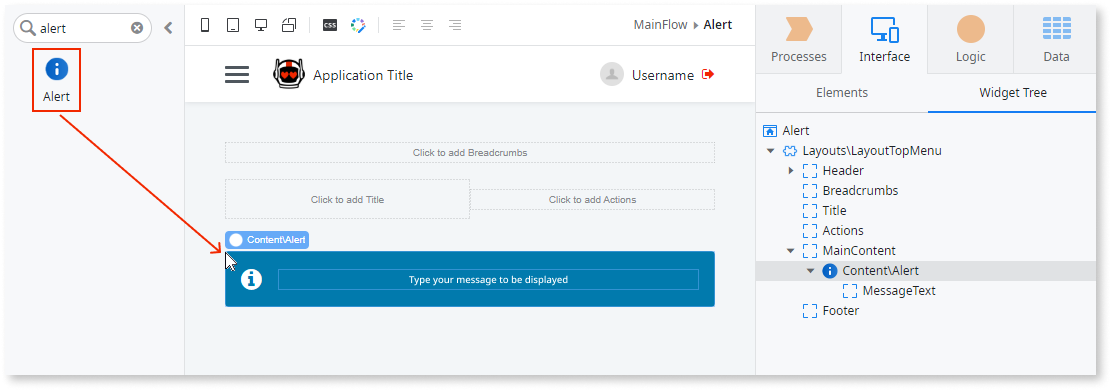 alert
Alert
CSS
MainFlow ▸ Alert
Application Title
Username
Click to add Breadcrumbs
Click to add Title
Click to add Actions
Content\Alert
Type your message to be displayed
Processes
Interface
Logic
Data
Elements
Widget Tree
Alert
Layouts\LayoutTopMenu
Header
Breadcrumbs
Title
Actions
MainContent
Content\Alert
MessageText
Footer